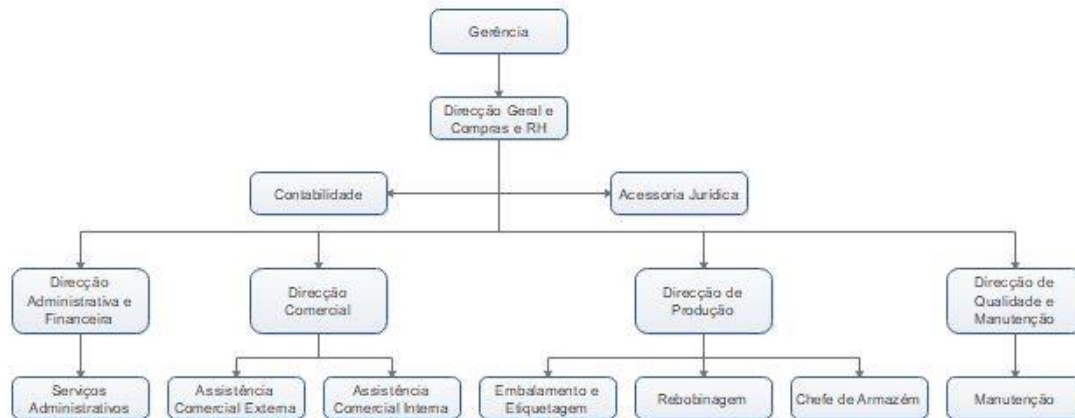 Gerência
Direcção Geral e
Compras e RH
Contabilidade
Acessoria Jurídica
Direcção
Administrativa e
Financeira
Direcção
Comercial
Direcção de
Produção
Direcção de
Qualidade e
Manutenção
Serviços
Administrativos
Assistência
Comercial Externa
Assistência
Comercial Interna
Embalamento e
Etiquetagem
Rebobinagem
Chefe de Armazém
Manutenção